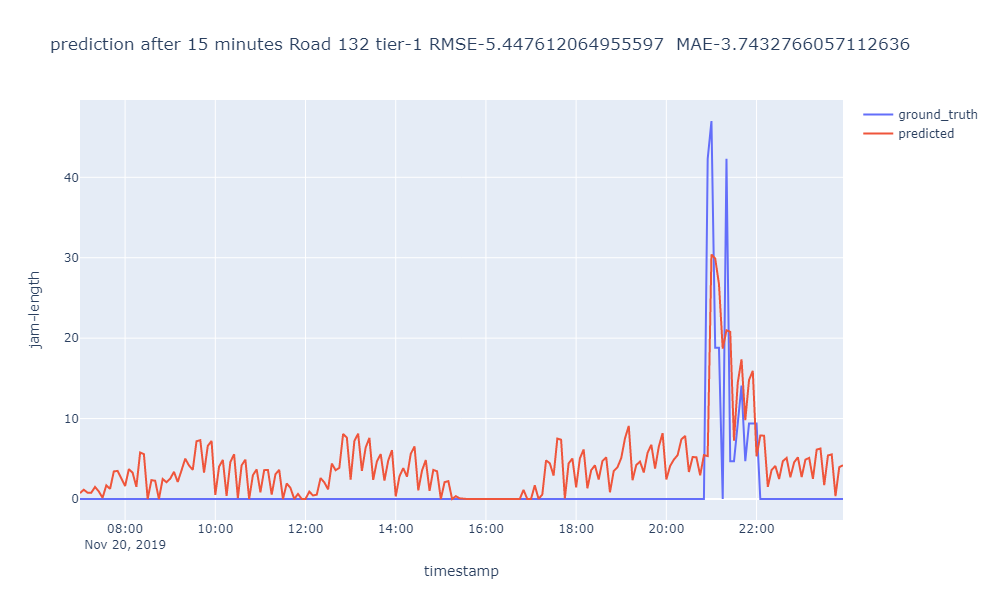 prediction after 15 minutes Road 132 tier-1 RMSE-5.447612064955597  MAE-3.7432766057112636
ground_truth
predicted
jam-length
40
30
20
10
0
08:00 10:00 12:00 14:00 16:00 18:00 20:00 22:00
Nov 20, 2019
timestamp